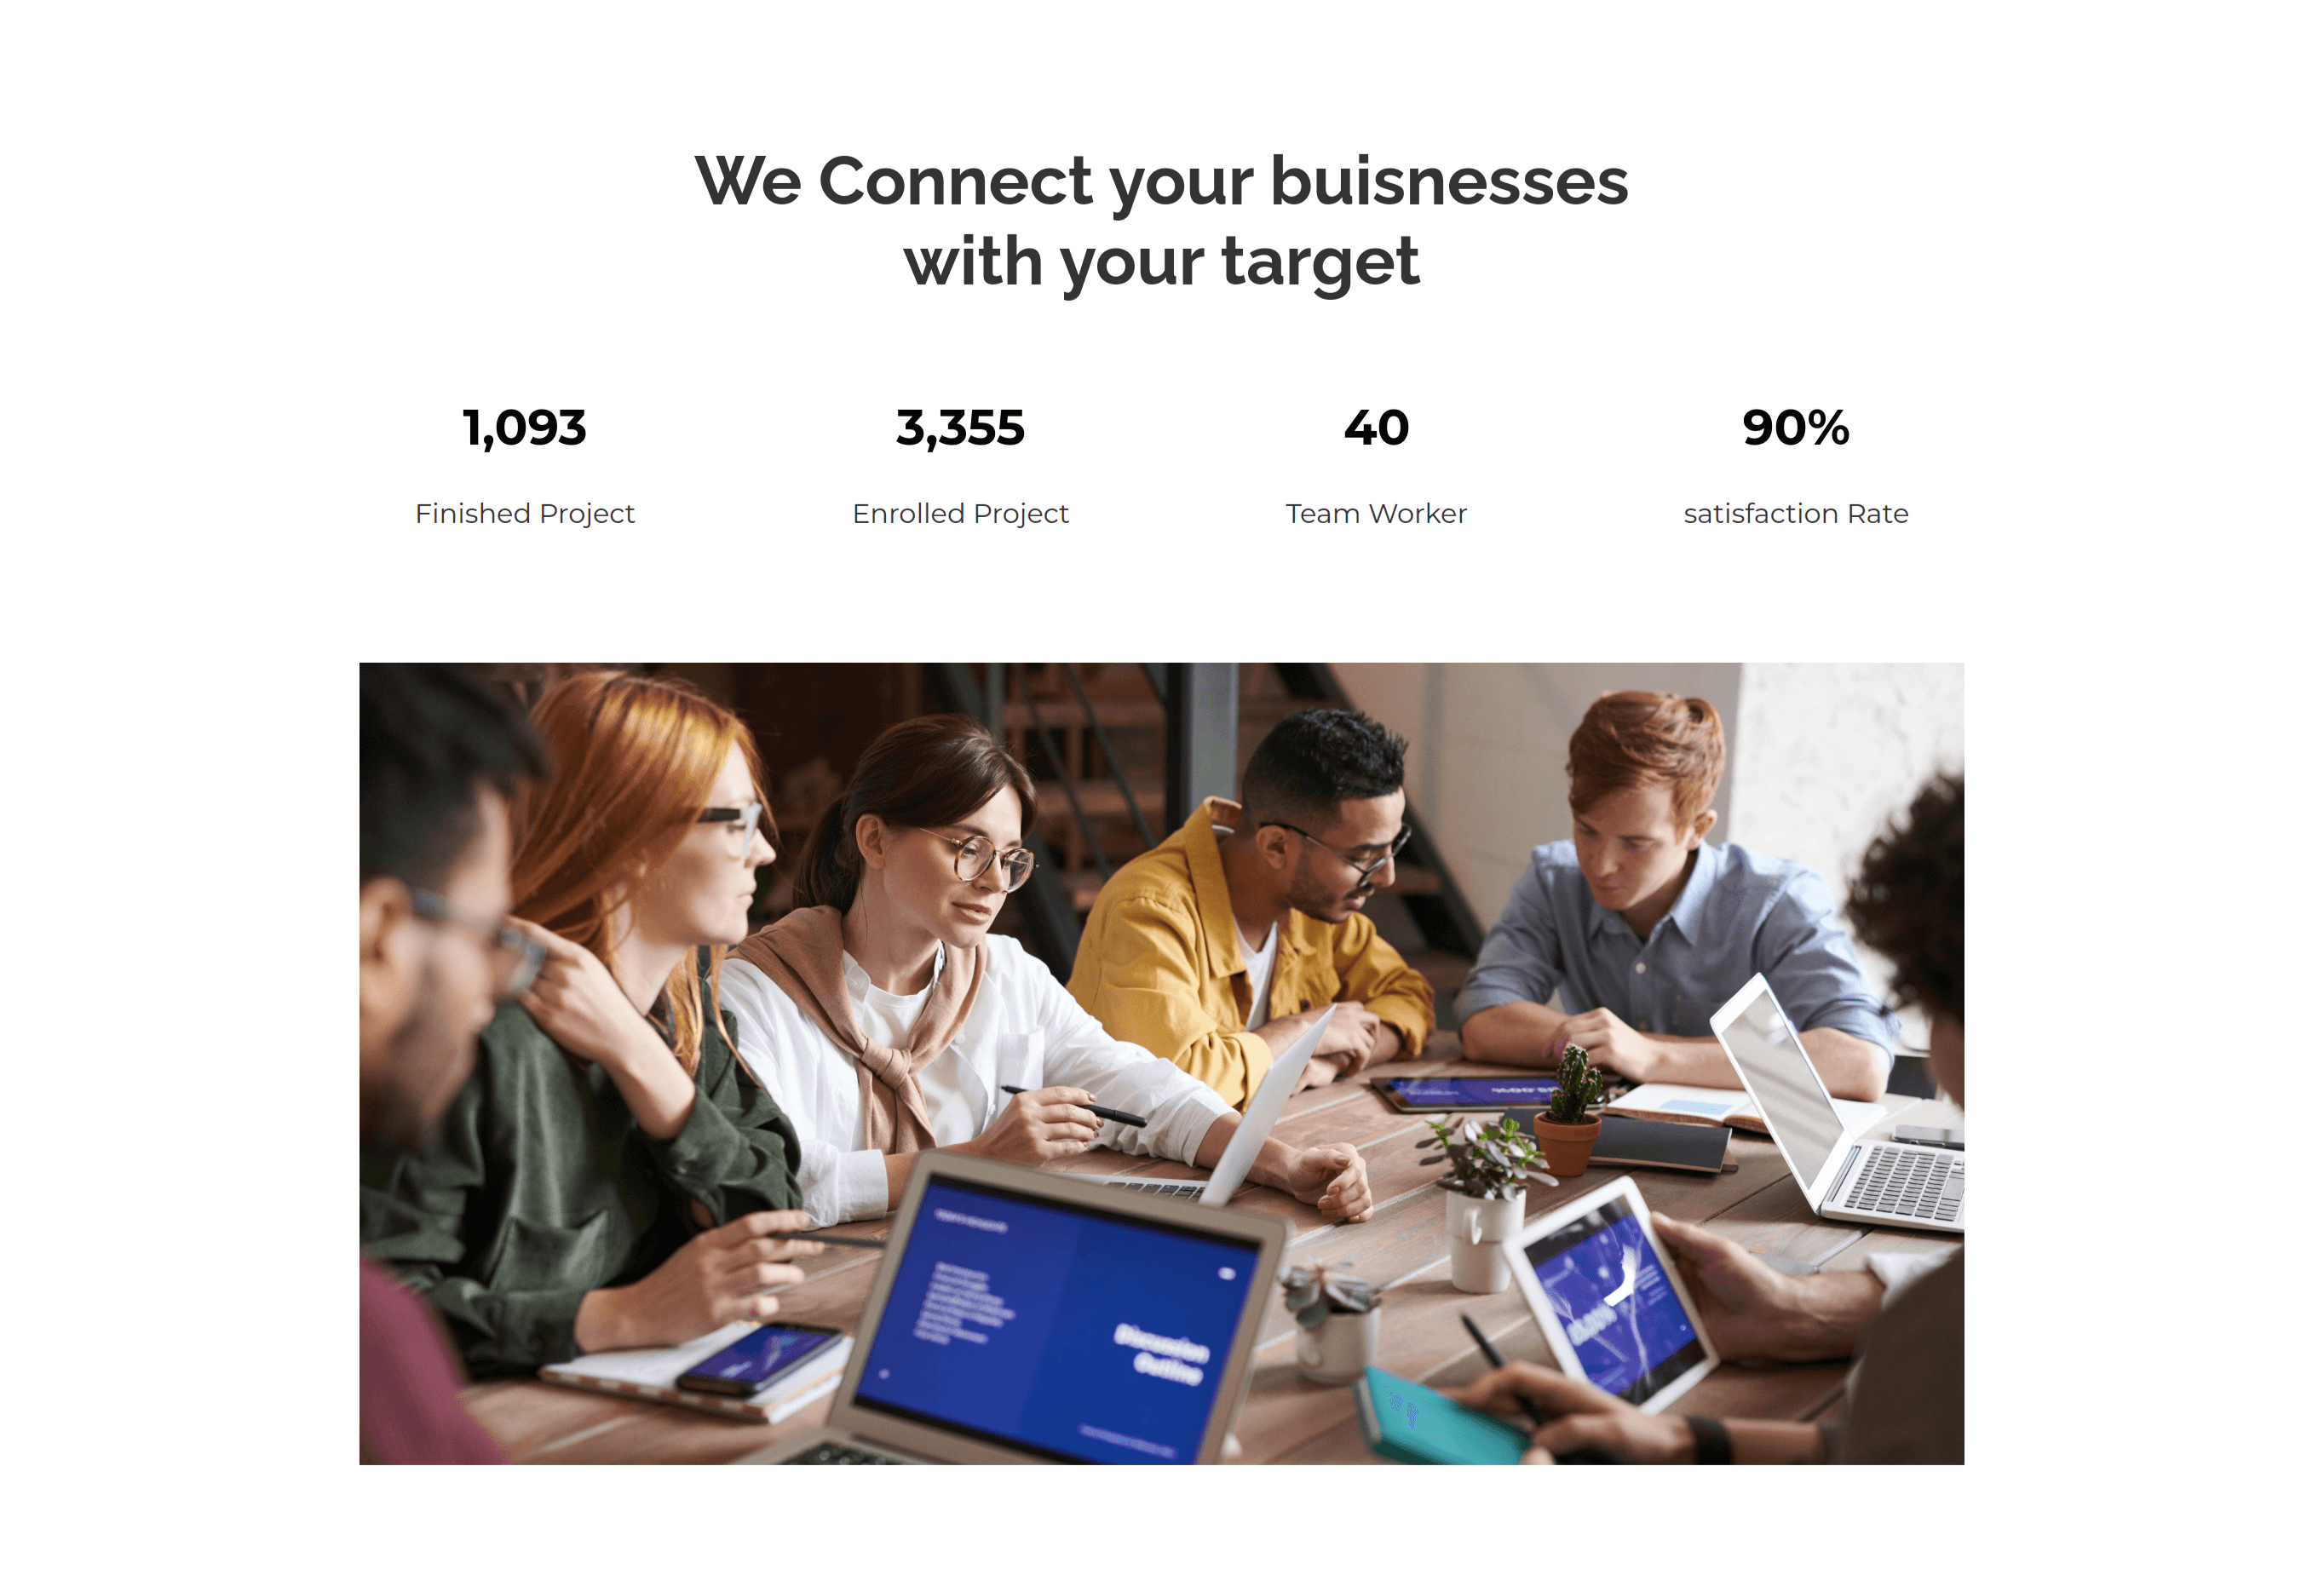 We Connect your buisnesses
with your target
1,093
3,355
40
90%
Finished Project
Enrolled Project
Team Worker
satisfaction Rate
Discussion
Outline